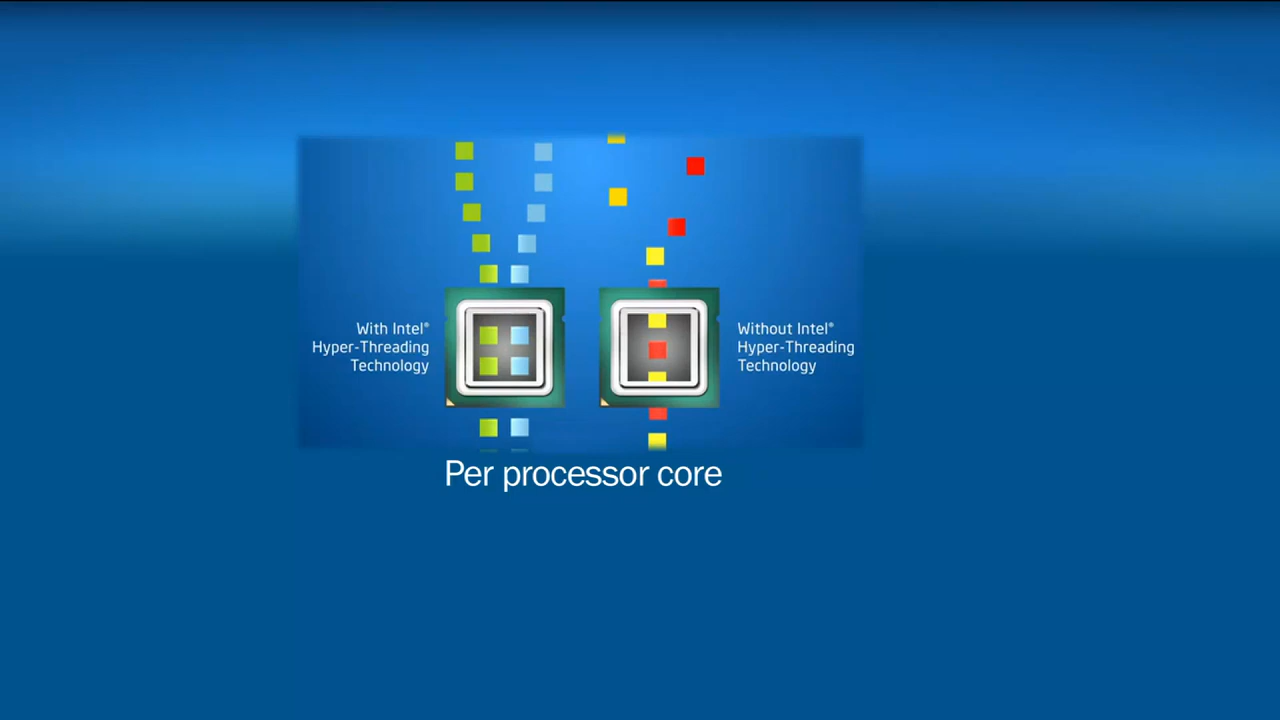 With Intel®
Hyper-Threading
Technology
Without Intel®
Hyper-Threading
Technology
Per processor core